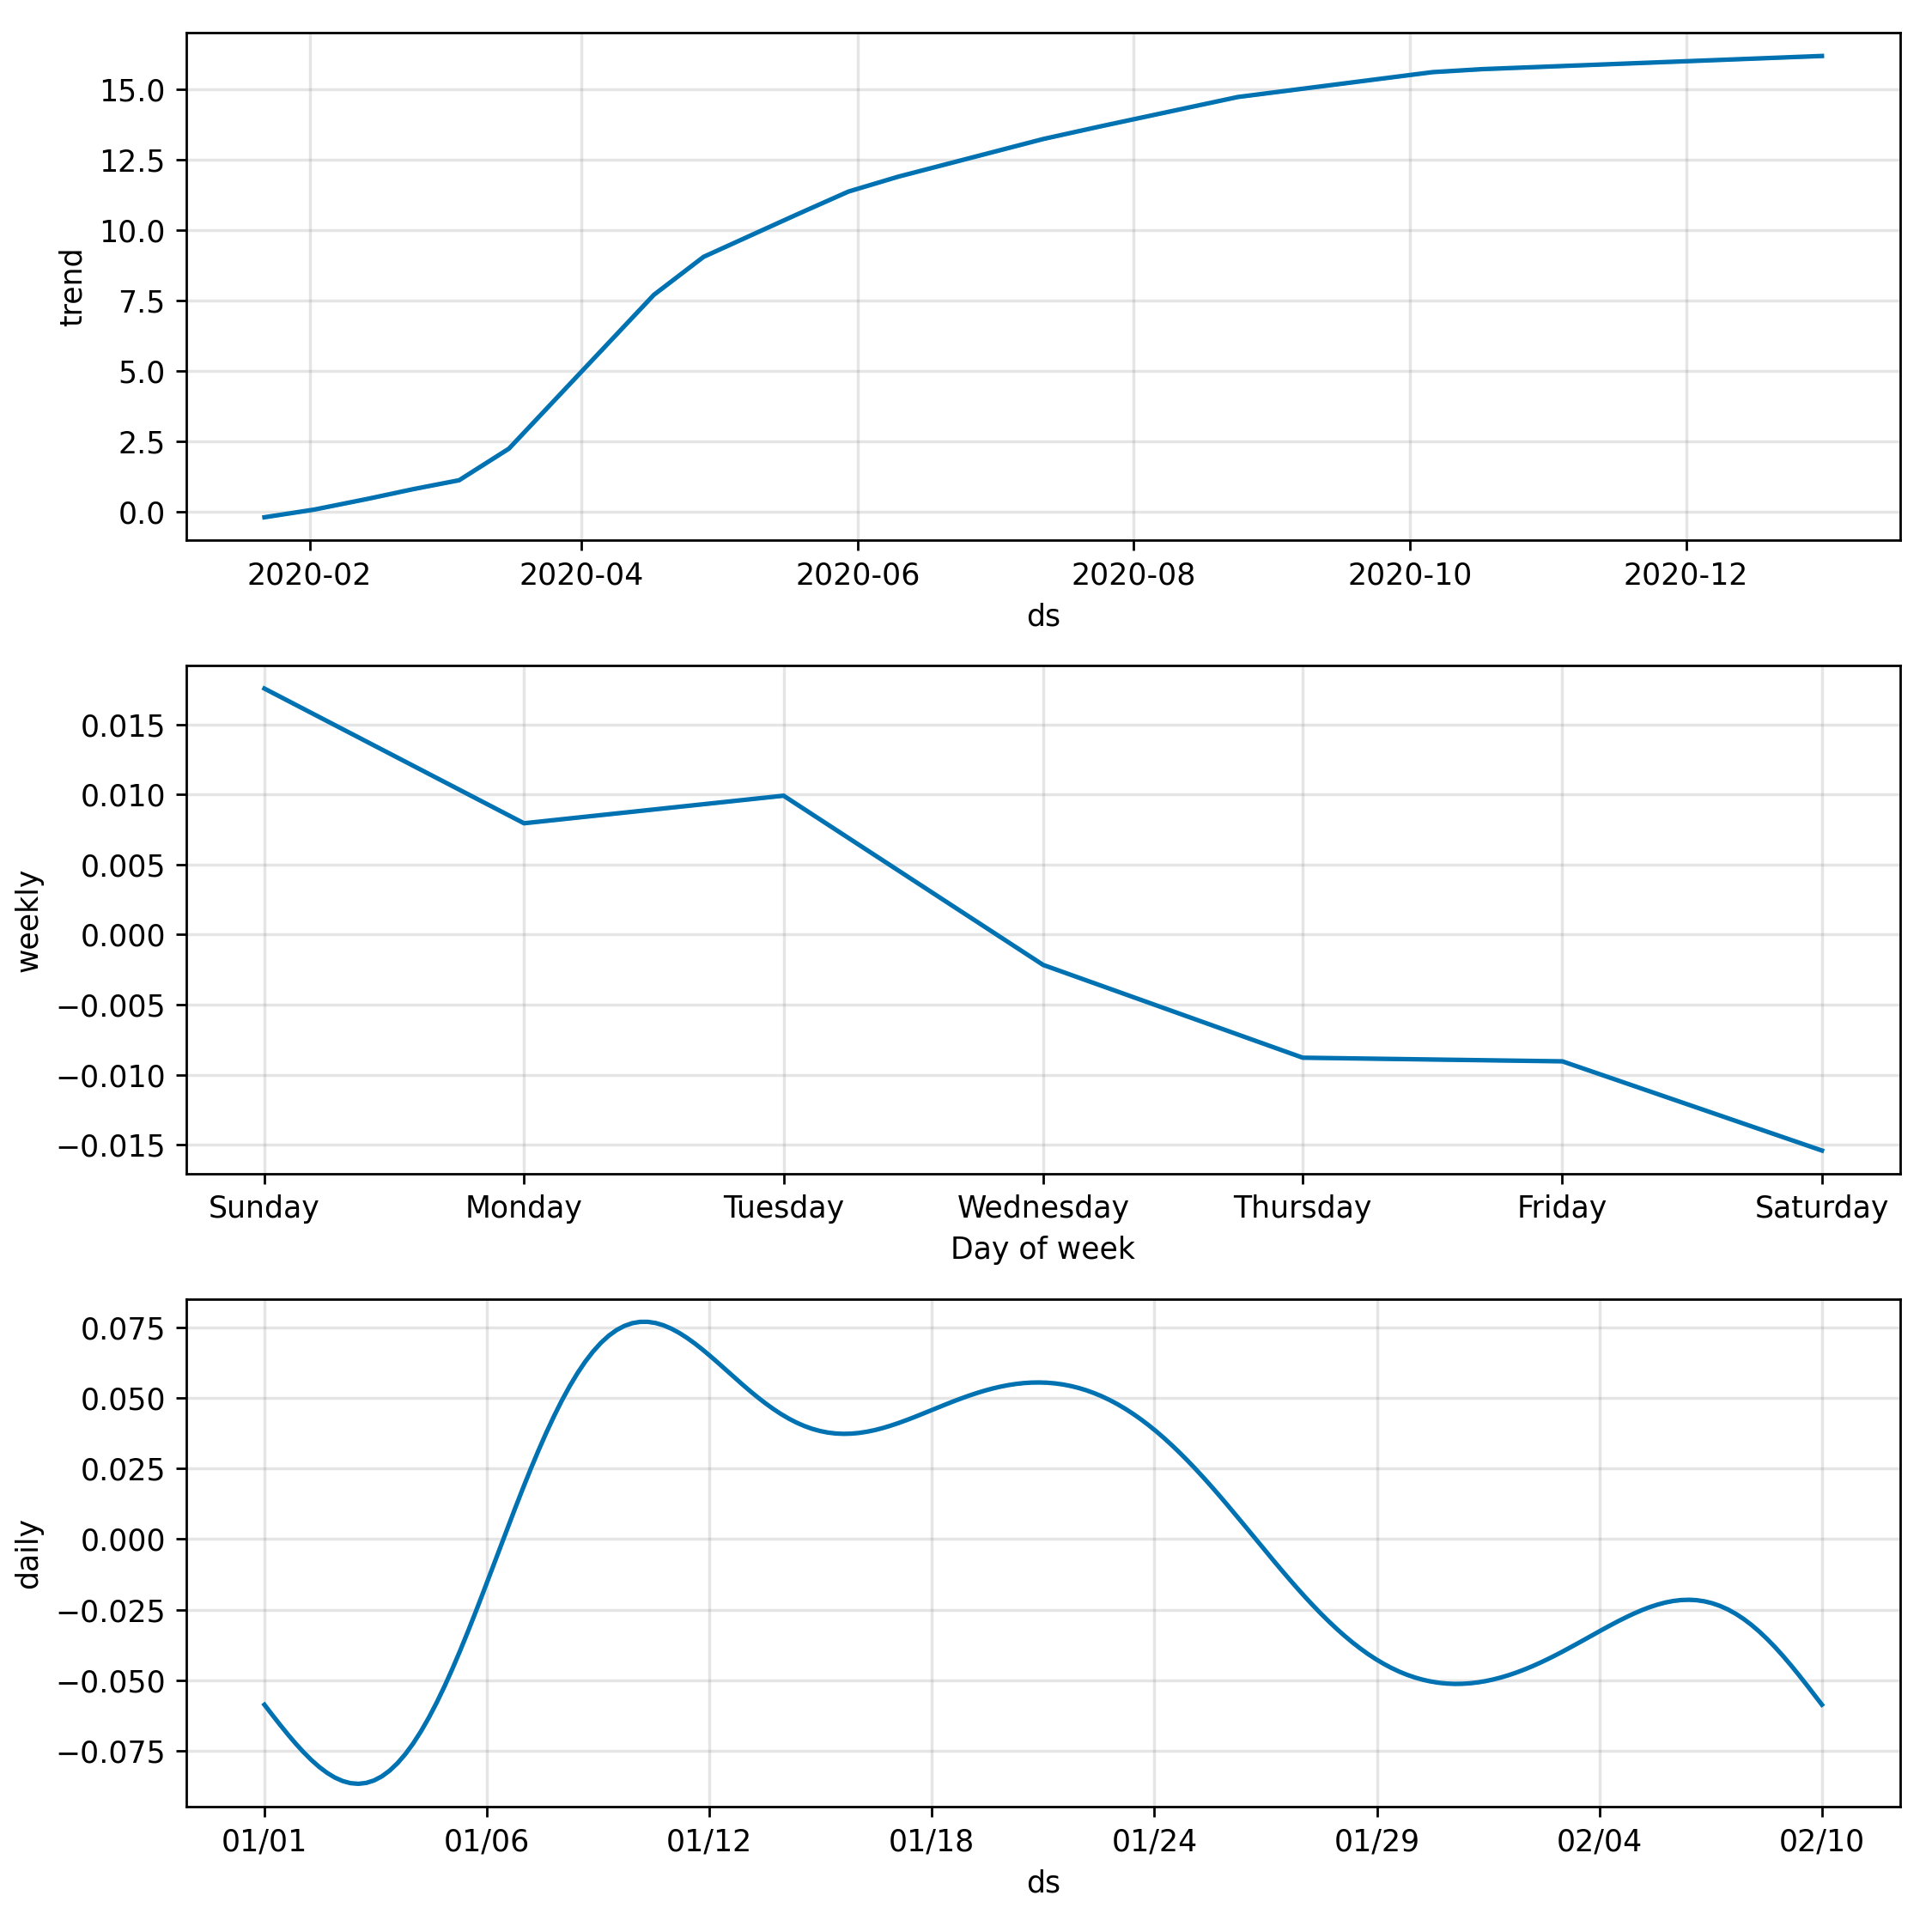 trend
15.0
12.5
10.0
7.5
5.0
2.5
0.0
2020-02 2020-04 2020-06 2020-08 2020-10 2020-12
ds
weekly
0.015
0.010
0.005
0.000
−0.005
−0.010
−0.015
Sunday Monday Tuesday Wednesday Thursday Friday Saturday
Day of week
daily
0.075
0.050
0.025
0.000
−0.025
−0.050
−0.075
01/01 01/06 01/12 01/18 01/24 01/29 02/04 02/10
ds